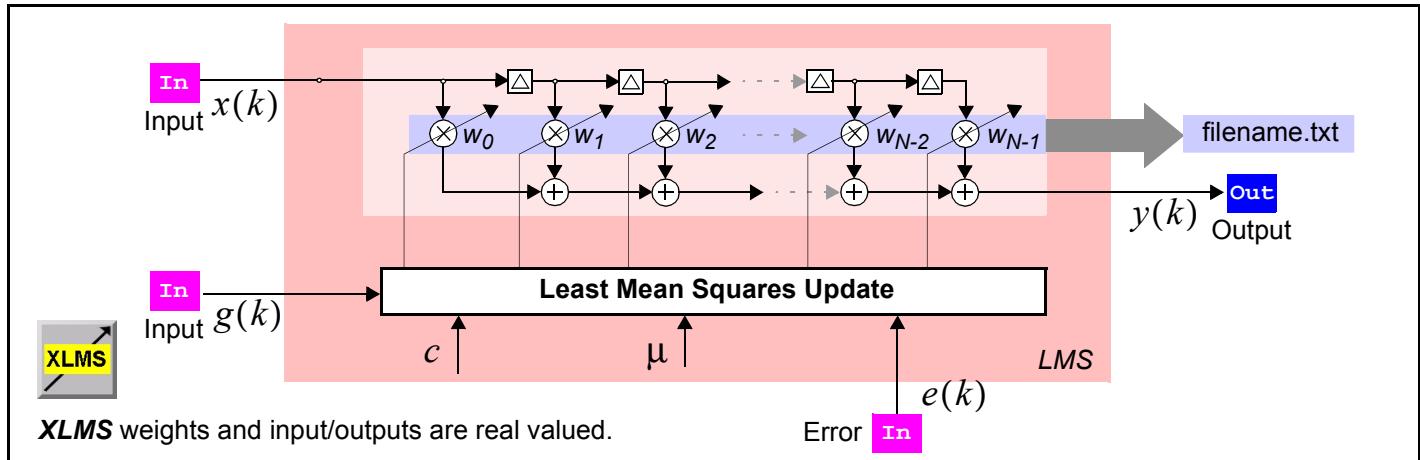 In
x(k)
Input
w0
w1
w2
wN-2
wN-1
filename.txt
Out
y(k)
Output
In
g(k)
Input
Least Mean Squares Update
XLMS
c
μ
e(k)
LMS
XLMS weights and input/outputs are real valued.
Error
In